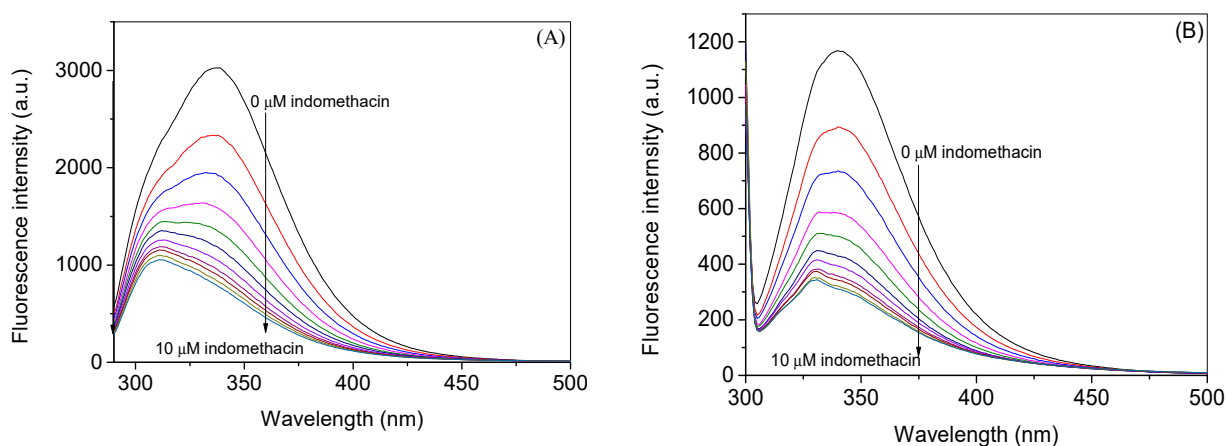 (A)
Fluorescence intensity (a.u.)
3000
2000
1000
0
0 μM indomethacin
10 μM indomethacin
300
350
400
450
500
Wavelength (nm)
(B)
Fluorescence intensity (a.u.)
1200
1000
800
600
400
200
0
0 μM indomethacin
10 μM indomethacin
300
350
400
450
500
Wavelength (nm)